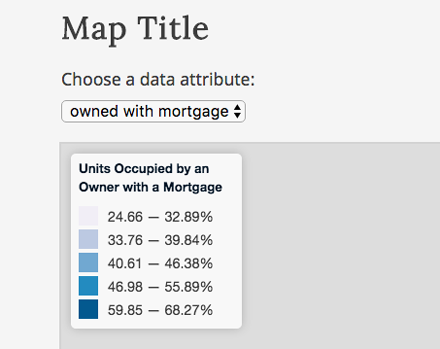 Map Title
Choose a data attribute:
owned with mortgage
Units Occupied by an
Owner with a Mortgage
24.66 — 32.89%
33.76 — 39.84%
40.61 — 46.38%
46.98 — 55.89%
59.85 — 68.27%